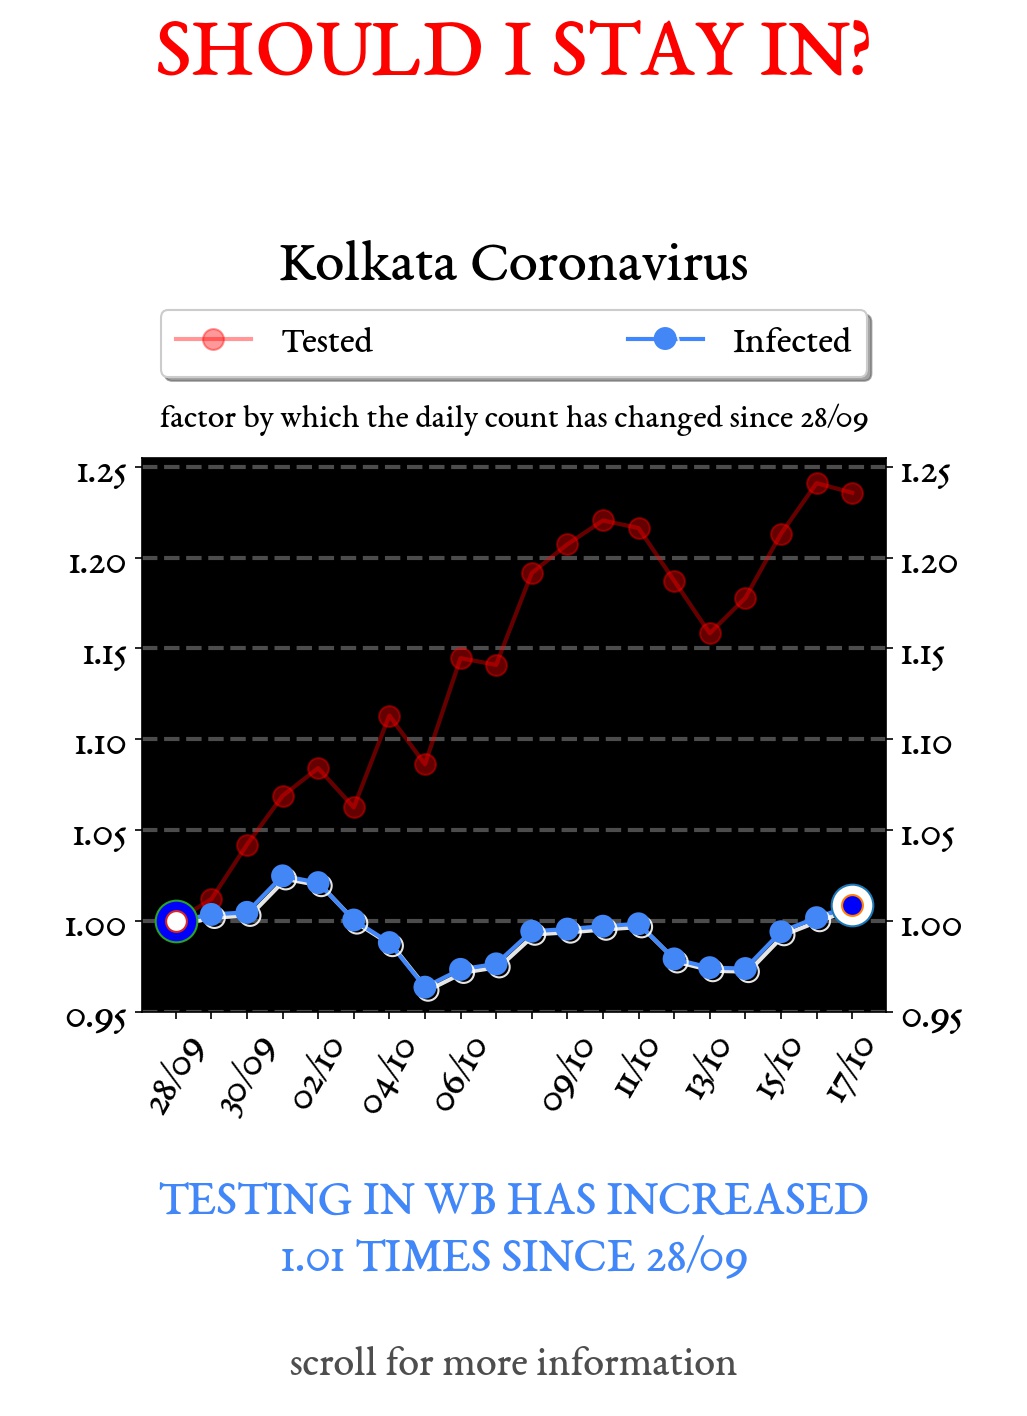 SHOULD I STAY IN?
Kolkata Coronavirus
Tested Infected
factor by which the daily count has changed since 28/09
1.25 1.25
1.20 1.20
1.15 1.15
1.10 1.10
1.05 1.05
1.00 1.00
0.95 0.95
28/09 30/09 02/10 04/10 06/10 09/10 11/10 13/10 15/10 17/10
TESTING IN WB HAS INCREASED
1.01 TIMES SINCE 28/09
scroll for more information